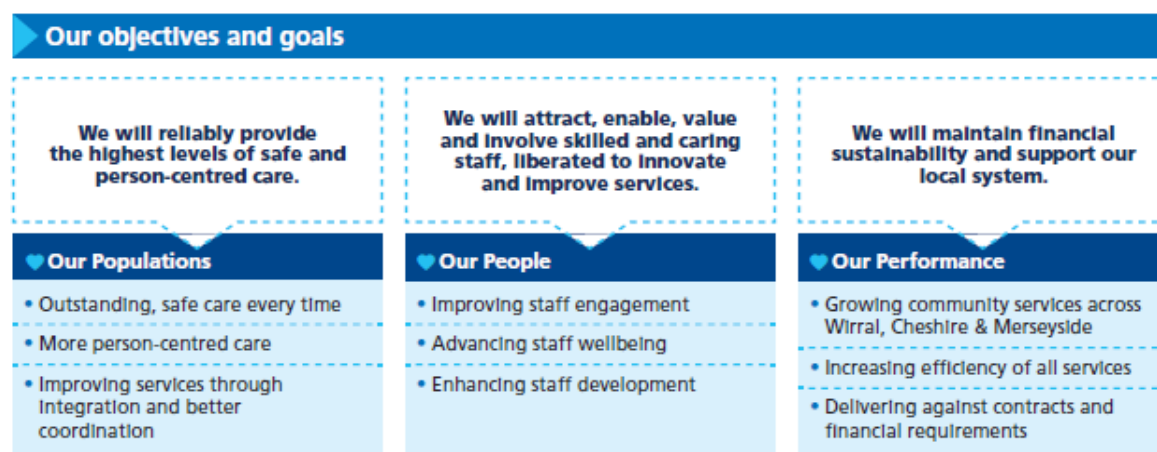 Our objectives and goals
We will reliably provide
the highest levels of safe and
person-centred care.
Our Populations
• Outstanding, safe care every time
• More person-centred care
• Improving services through
integration and better
coordination
We will attract, enable, value
and involve skilled and caring
staff, liberated to innovate
and improve services.
Our People
• Improving staff engagement
• Advancing staff wellbeing
• Enhancing staff development
We will maintain financial
sustainability and support our
local system.
Our Performance
• Growing community services across
Wirral, Cheshire & Merseyside
• Increasing efficiency of all services
• Delivering against contracts and
financial requirements